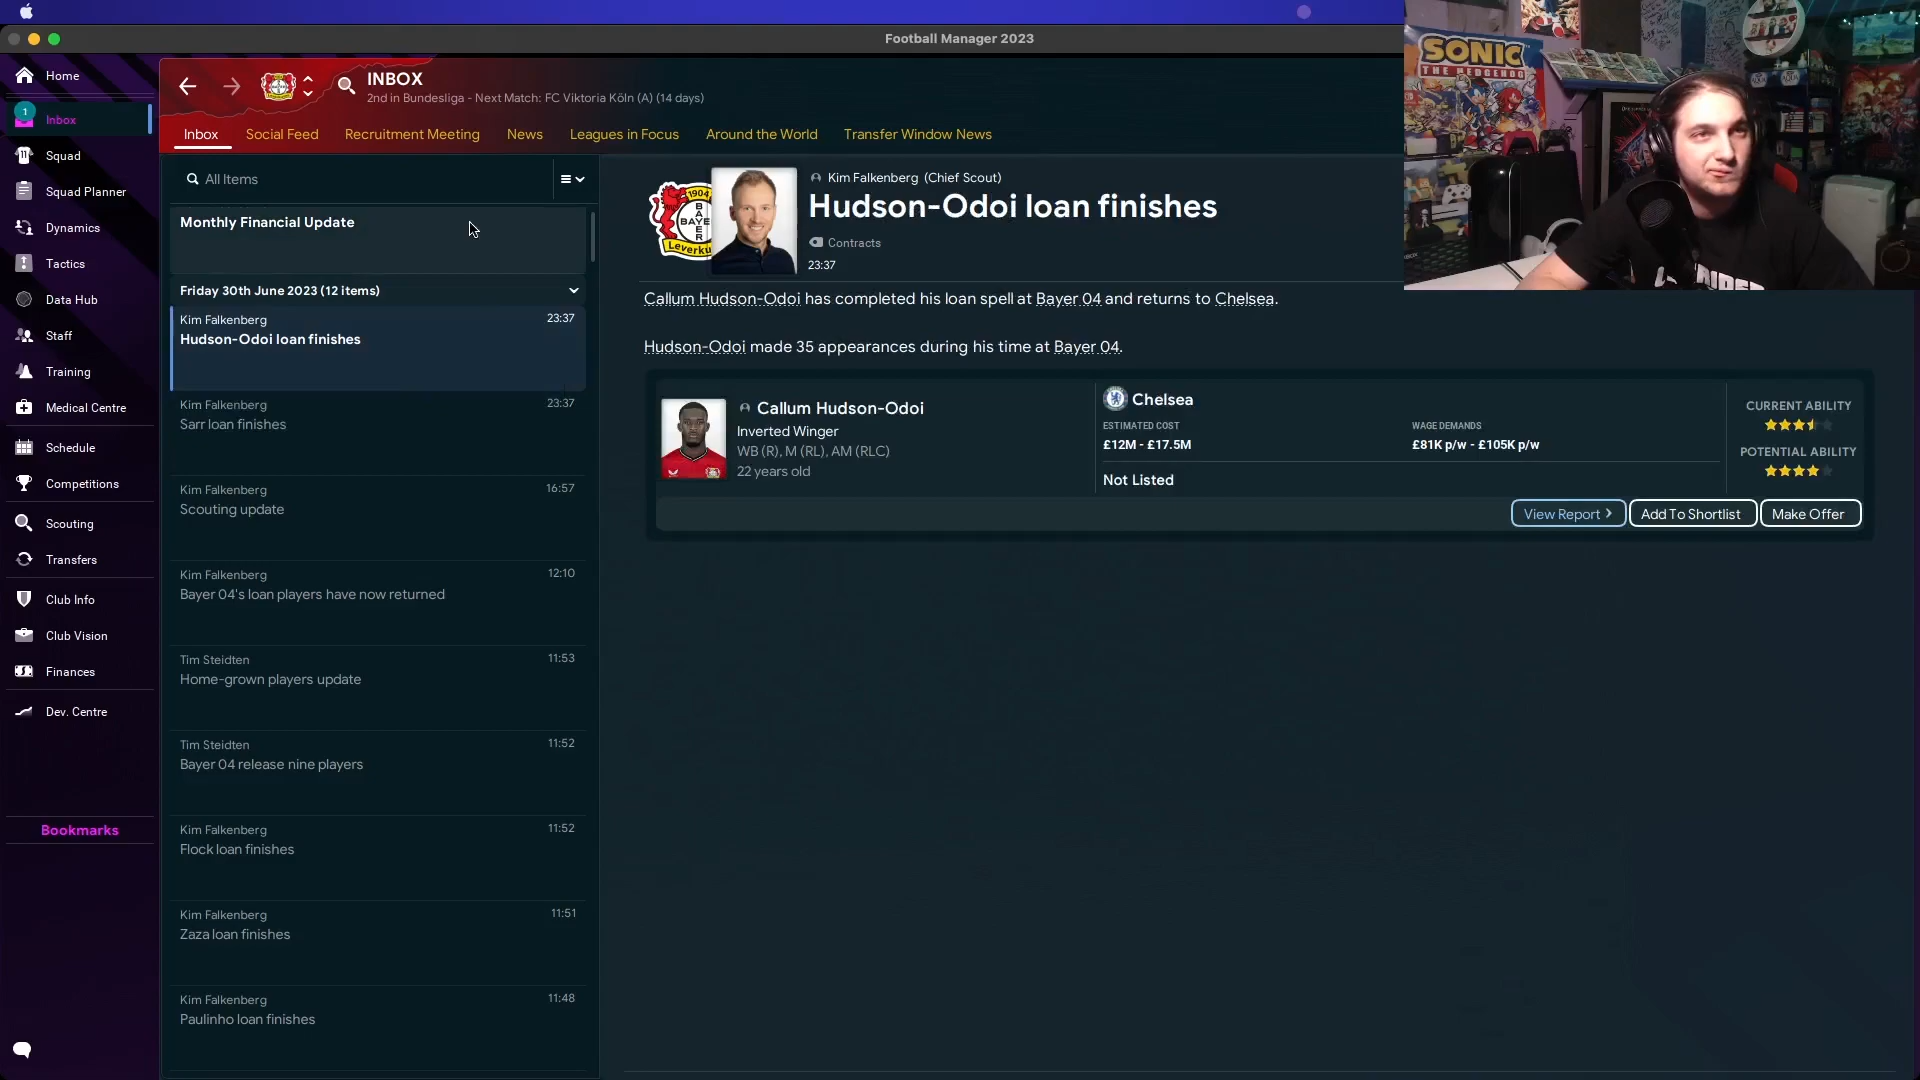 Football Manager 2023
Home
1
Inbox
Squad
Squad Planner
Dynamics
Tactics
Data Hub
Staff
Training
Medical Centre
Schedule
Competitions
Scouting
Transfers
Club Info
Club Vision
Finances
Dev. Centre
Bookmarks
INBOX
2nd in Bundesliga - Next Match: FC Viktoria Köln (A) (14 days)
Inbox Social Feed Recruitment Meeting News Leagues in Focus Around the World Transfer Window News
All Items
Monthly Financial Update
Friday 30th June 2023 (12 items)
Kim Falkenberg 23:37
Hudson-Odoi loan finishes
Kim Falkenberg 23:37
Sarr loan finishes
Kim Falkenberg 16:57
Scouting update
Kim Falkenberg 12:10
Bayer 04's loan players have now returned
Tim Steidten 11:53
Home-grown players update
Tim Steidten 11:52
Bayer 04 release nine players
Kim Falkenberg 11:52
Flock loan finishes
Kim Falkenberg 11:51
Zaza loan finishes
Kim Falkenberg 11:48
Paulinho loan finishes
1904
BAYER
Kim Falkenberg (Chief Scout)
Hudson-Odoi loan finishes
Contracts
23:37
Callum Hudson-Odoi has completed his loan spell at Bayer 04 and returns to Chelsea.
Hudson-Odoi made 35 appearances during his time at Bayer 04.
Callum Hudson-Odoi
Inverted Winger
WB (R), M (RL), AM (RLC)
22 years old
Chelsea
ESTIMATED COST
£12M - £17.5M
WAGE DEMANDS
£81K p/w - £105K p/w
Not Listed
CURRENT ABILITY
POTENTIAL ABILITY
View Report
Add To Shortlist
Make Offer
SONIC
THE HEDGEHOG